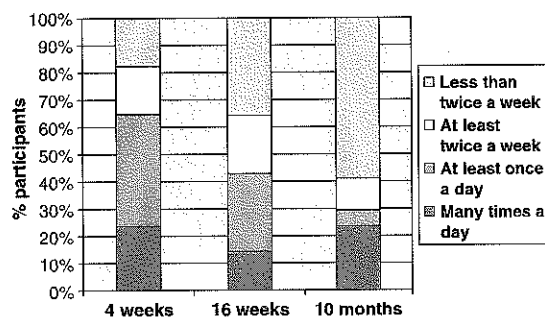 100%
90%
80%
70%
60%
50%
40%
30%
20%
10%
0%
% participants
4 weeks 16 weeks 10 months
Less than
twice a week
At least
twice a week
At least once
a day
Many times a
day